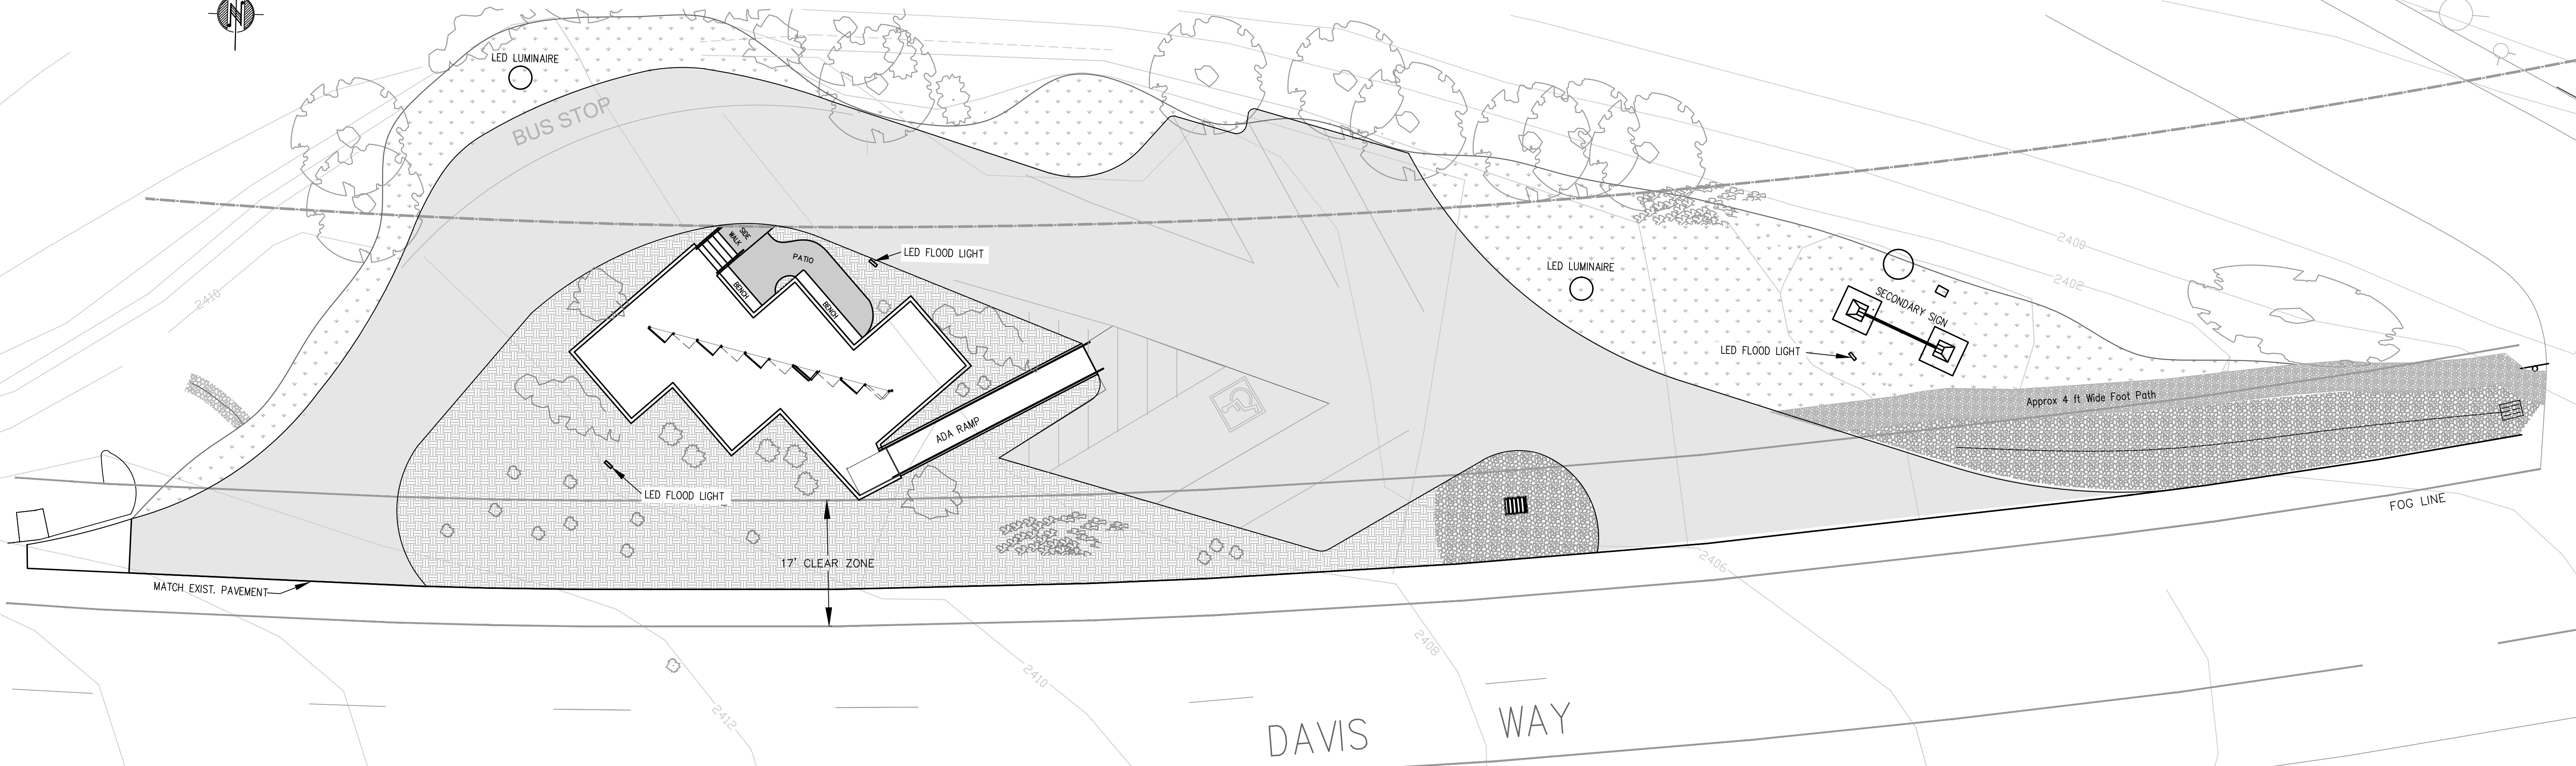 N
LED LUMINAIRE
BUS STOP
SIDE
WALK
PATIO
BENCH
BENCH
LED FLOOD LIGHT
2410
ADA RAMP
LED FLOOD LIGHT
17' CLEAR ZONE
MATCH EXIST. PAVEMENT
LED LUMINAIRE
SECONDARY SIGN
LED FLOOD LIGHT
2408
2402
Approx 4 ft Wide Foot Path
FOG LINE
2406
2408
2410
2412
DAVIS WAY